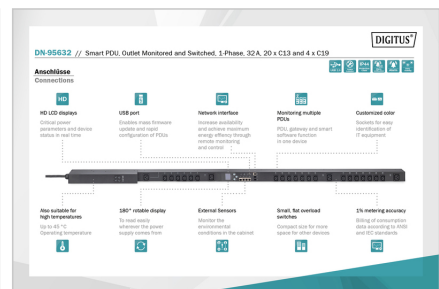 DIGITUS®
DN-95632 // Smart PDU, Outlet Monitored and Switched, 1-Phase, 32A, 20 x C13 and 4 x C19
Anschlüsse
Connections
HD
HD LCD displays
Critical power
parameters and device
status in real time
USB port
Enables mass firmware
update and rapid
configuration of PDUs
Network interface
Increase availability
and achieve maximum
energy effiency through
remote monitoring
and control
Monitoring multiple
PDUs
PDU, gateway and smart
software function
in one device
Customized color
Sockets for easy
identification of
IT equipment
Also suitable for
high temperatures
Up to 45 °C
Operating temperature
180° rotable display
To read easily
wherever the power
supply comes from
External Sensors
Monitor the
environmental
conditions in the cabinet
Small, flat overload
switches
Compact size for more
space for other devices
1% metering accuracy
Billing of consumption
data according to ANSI
and IEC standards